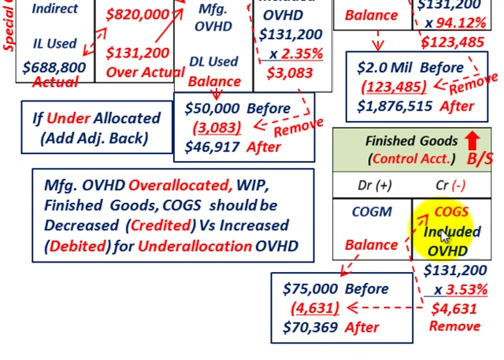 Special O
Indirect
IL Used
$688,800
Actual
$820,000
$131,200
Over Actual
Mfg.
OVHD
DL Used
Balance
OVHD
$131,200
x 2.35%
$3,083
$50,000 Before
(3,083)
$46,917 After
Remove
Balance
$131,200
x 94.12%
$123,485
$2.0 Mil Before
(123,485)
$1,876,515 After
Remove
If Under Allocated
(Add Adj. Back)
Mfg. OVHD Overallocated, WIP,
Finished Goods, COGS should be
Decreased (Credited) Vs Increased
(Debited) for Underallocation OVHD
Finished Goods
(Control Acct.) B/S
Dr (+)
Cr (-)
COGM
Balance
COGS
Included
OVHD
$131,200
x 3.53%
$4,631
Remove
$75,000 Before
(4,631)
$70,369 After